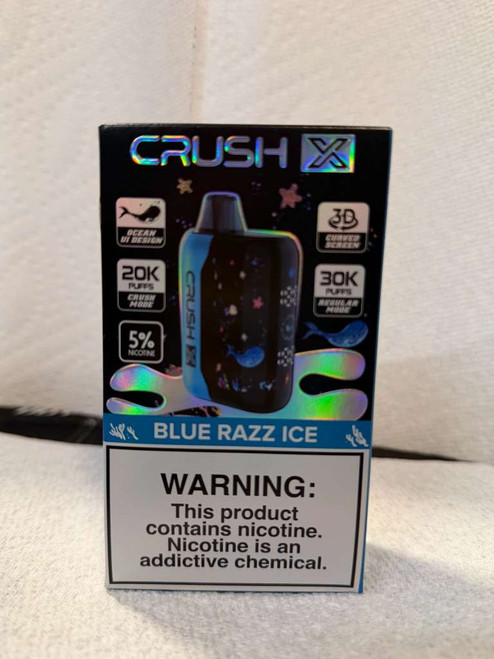 CRUSH X
OCEAN
UI DESIGN
3D
CURVED
SCREEN
20K
PUFFS
CRUSH
MODE
30K
PUFFS
REGULAR
MODE
5%
NICOTINE
CRUSH X
BLUE RAZZ ICE
WARNING:
This product
contains nicotine.
Nicotine is an
addictive chemical.